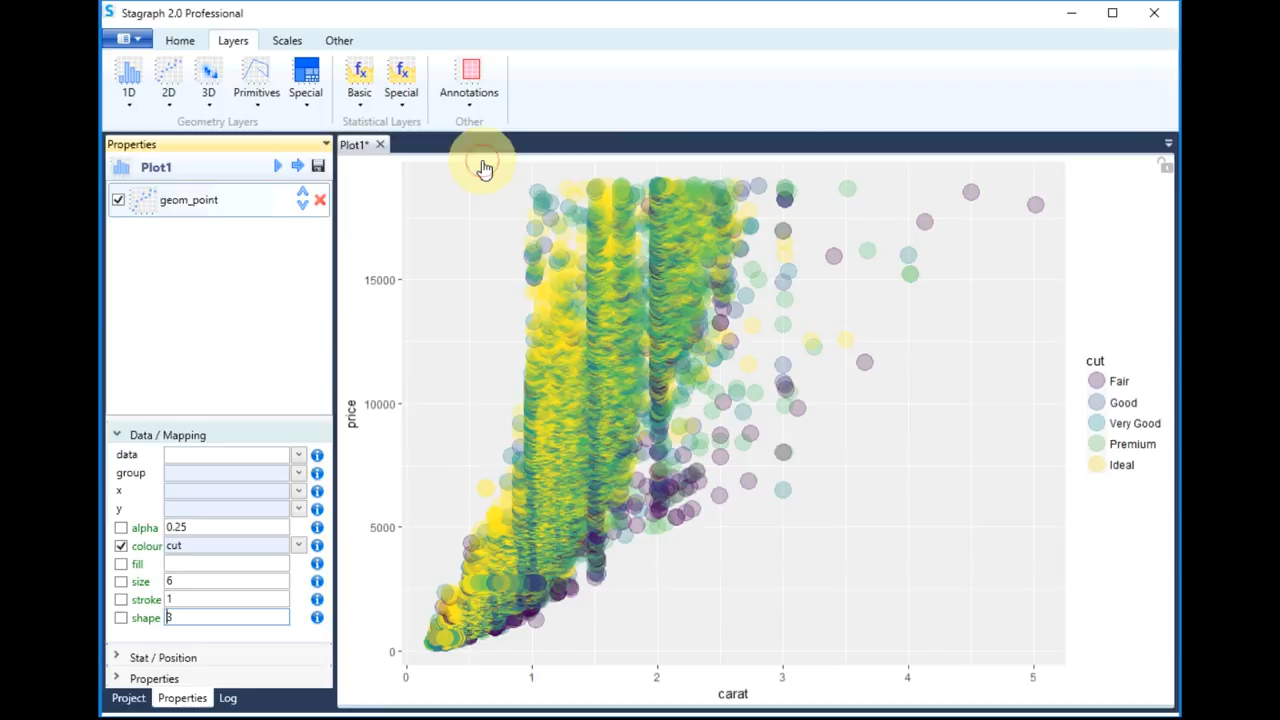 Stagraph 2.0 Professional
Home Layers Scales Other
1D 2D 3D Primitives Special Basic Special Annotations
Geometry Layers Statistical Layers Other
Properties
Plot1
geom_point
Data / Mapping
data
group
x
y
alpha 0.25
colour cut
fill
size 6
stroke 1
shape 3
Stat / Position
Properties
Project Properties Log
Plot1*
price
15000
10000
5000
0
0 1 2 3 4 5
carat
cut
Fair
Good
Very Good
Premium
Ideal